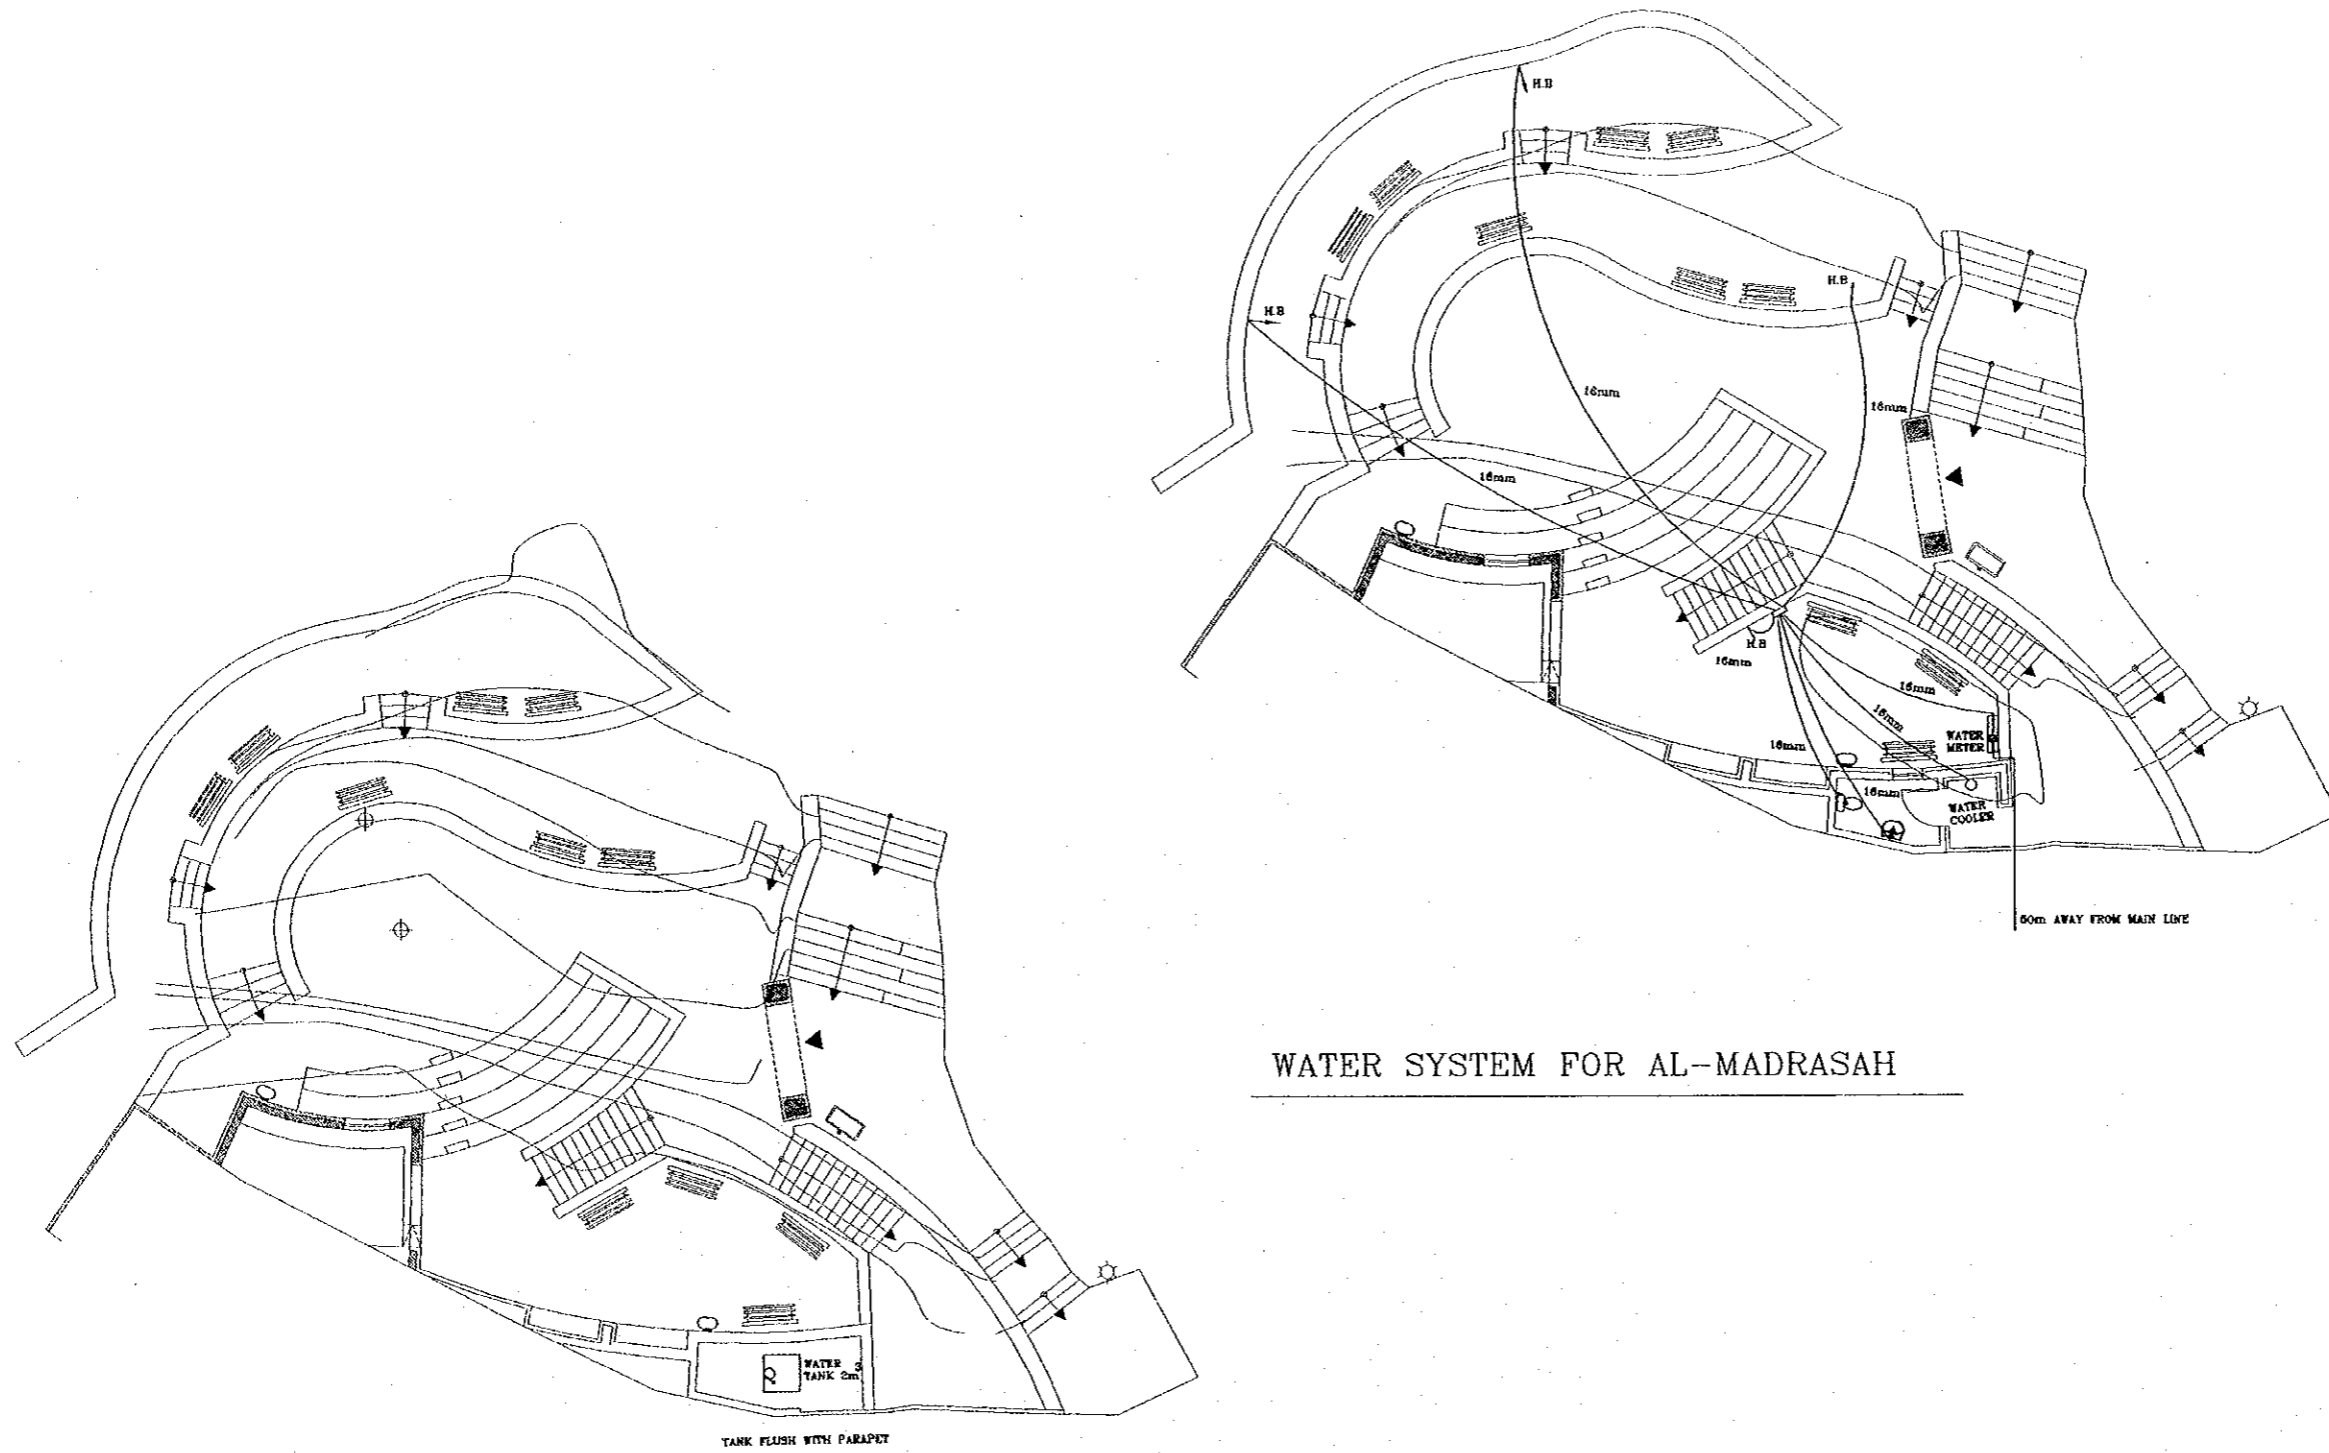 H.B
H.B
H.B
16mm
16mm
16mm
H.B
16mm
16mm
16mm
WATER
METER
16mm
16mm
WATER
COOLER
60m AWAY FROM MAIN LINE
WATER SYSTEM FOR AL-MADRASAH
WATER
TANK 2m3
TANK FLUSH WITH PARAPET